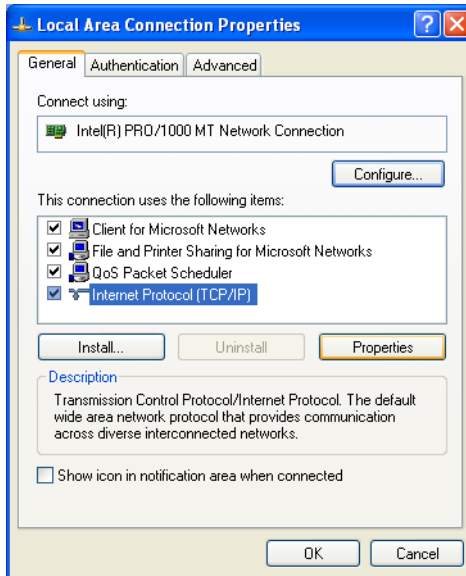 Local Area Connection Properties
General Authentication Advanced
Connect using:
Intel(R) PRO/1000 MT Network Connection
Configure...
This connection uses the following items:
Client for Microsoft Networks
File and Printer Sharing for Microsoft Networks
QoS Packet Scheduler
Internet Protocol (TCP/IP)
Install... Uninstall Properties
Description
Transmission Control Protocol/Internet Protocol. The default
wide area network protocol that provides communication
across diverse interconnected networks.
Show icon in notification area when connected
OK Cancel